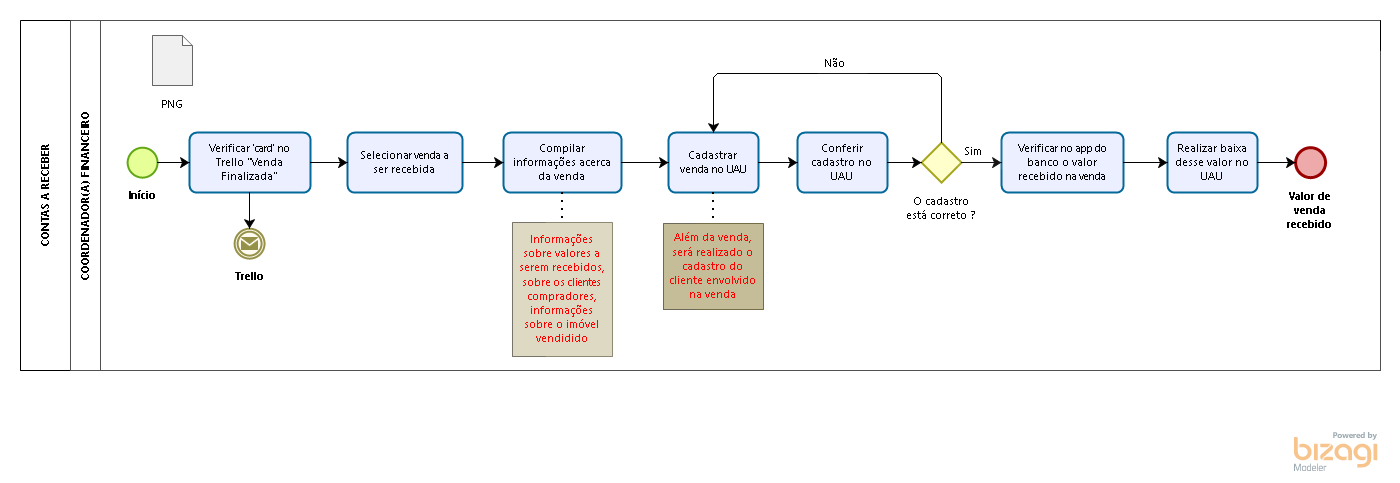 CONTAS A RECEBER
COORDENADOR(A) FINANCEIRO
PNG
Início
Verificar 'card' no
Trello "Venda
Finalizada"
Trello
Selecionar venda a
ser recebida
Compilar
informações acerca
da venda
Informações
sobre valores a
serem recebidos,
sobre os clientes
compradores,
informações
sobre o imóvel
vendidido
Cadastrar
venda no UAU
Além da venda,
será realizado o
cadastro do
cliente envolvido
na venda
Não
Conferir
cadastro no
UAU
O cadastro
está correto ?
Sim
Verificar no app do
banco o valor
recebido na venda
Realizar baixa
desse valor no
UAU
Valor de
venda
recebido
Powered by
bizagi
Modeler